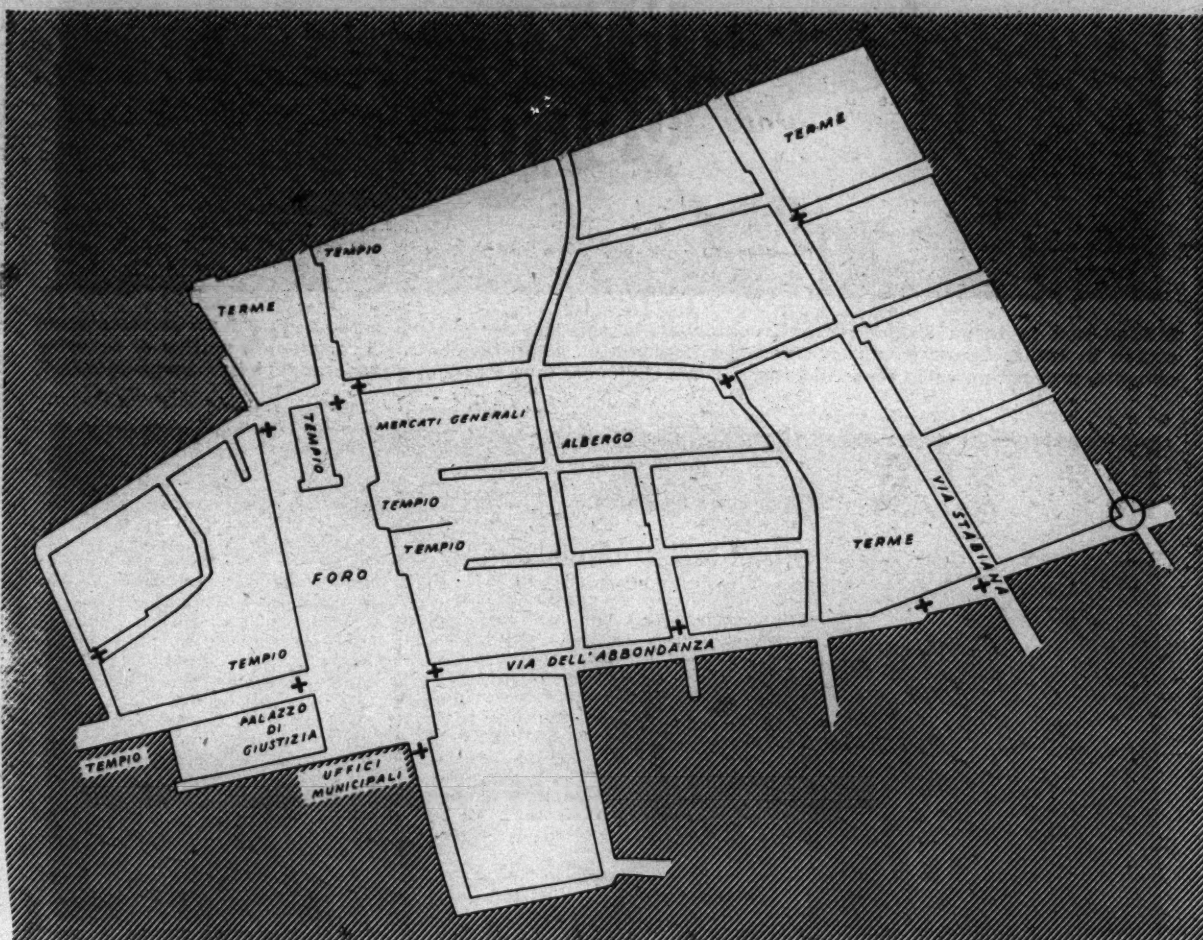 TERME
TEMPIO
TERME
MERCATI GENERALI
TEMPIO
ALBERGO
TEMPIO
TEMPIO
VIA STABIANA
TERME
FORO
TEMPIO
VIA DELL'ABBONDANZA
PALAZZO
DI
GIUSTIZIA
TEMPIO
UFFICI
MUNICIPALI